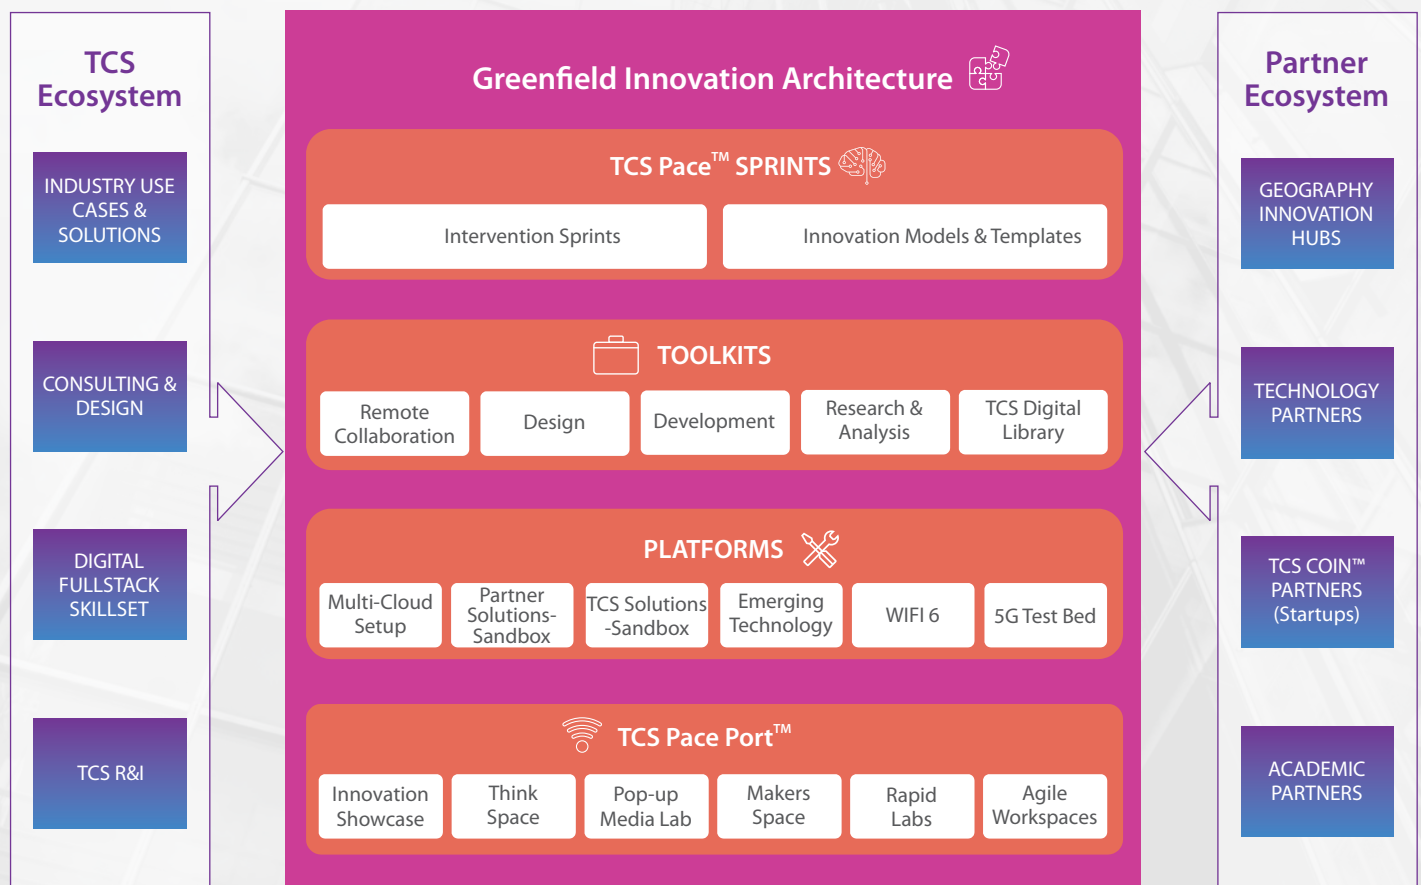 TCS
Ecosystem
INDUSTRY USE
CASES &
SOLUTIONS
CONSULTING &
DESIGN
DIGITAL
FULLSTACK
SKILLSET
TCS R&I
Greenfield Innovation Architecture
TCS Pace™ SPRINTS
Intervention Sprints
Innovation Models & Templates
TOOLKITS
Remote
Collaboration
Design
Development
Research &
Analysis
TCS Digital
Library
PLATFORMS
Multi-Cloud
Setup
Partner
Solutions-
Sandbox
TCS Solutions
-Sandbox
Emerging
Technology
WIFI 6
5G Test Bed
TCS Pace Port™
Innovation
Showcase
Think
Space
Pop-up
Media Lab
Makers
Space
Rapid
Labs
Agile
Workspaces
Partner
Ecosystem
GEOGRAPHY
INNOVATION
HUBS
TECHNOLOGY
PARTNERS
TCS COIN™
PARTNERS
(Startups)
ACADEMIC
PARTNERS